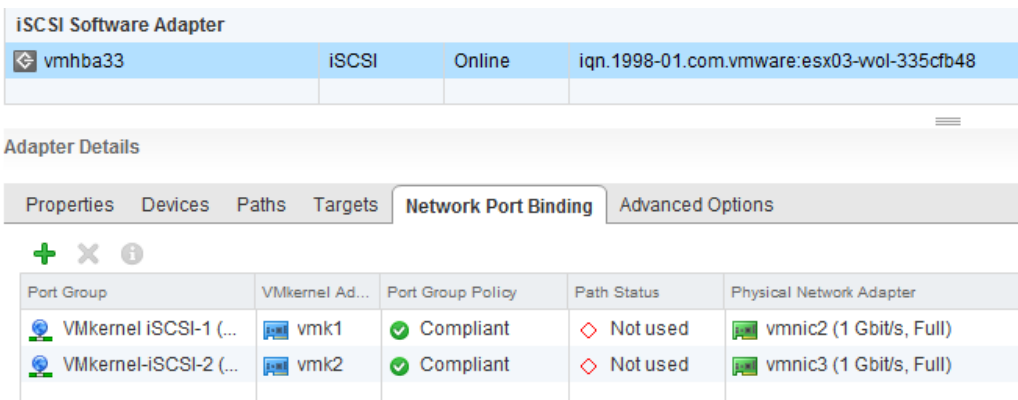 iSCSI Software Adapter
vmhba33 iSCSI Online iqn.1998-01.com.vmware:esx03-wol-335cfb48
Adapter Details
Properties Devices Paths Targets Network Port Binding Advanced Options
Port Group VMkernel Ad... Port Group Policy Path Status Physical Network Adapter
VMkernel iSCSI-1 (... vmk1 Compliant Not used vmnic2 (1 Gbit/s, Full)
VMkernel-iSCSI-2 (... vmk2 Compliant Not used vmnic3 (1 Gbit/s, Full)